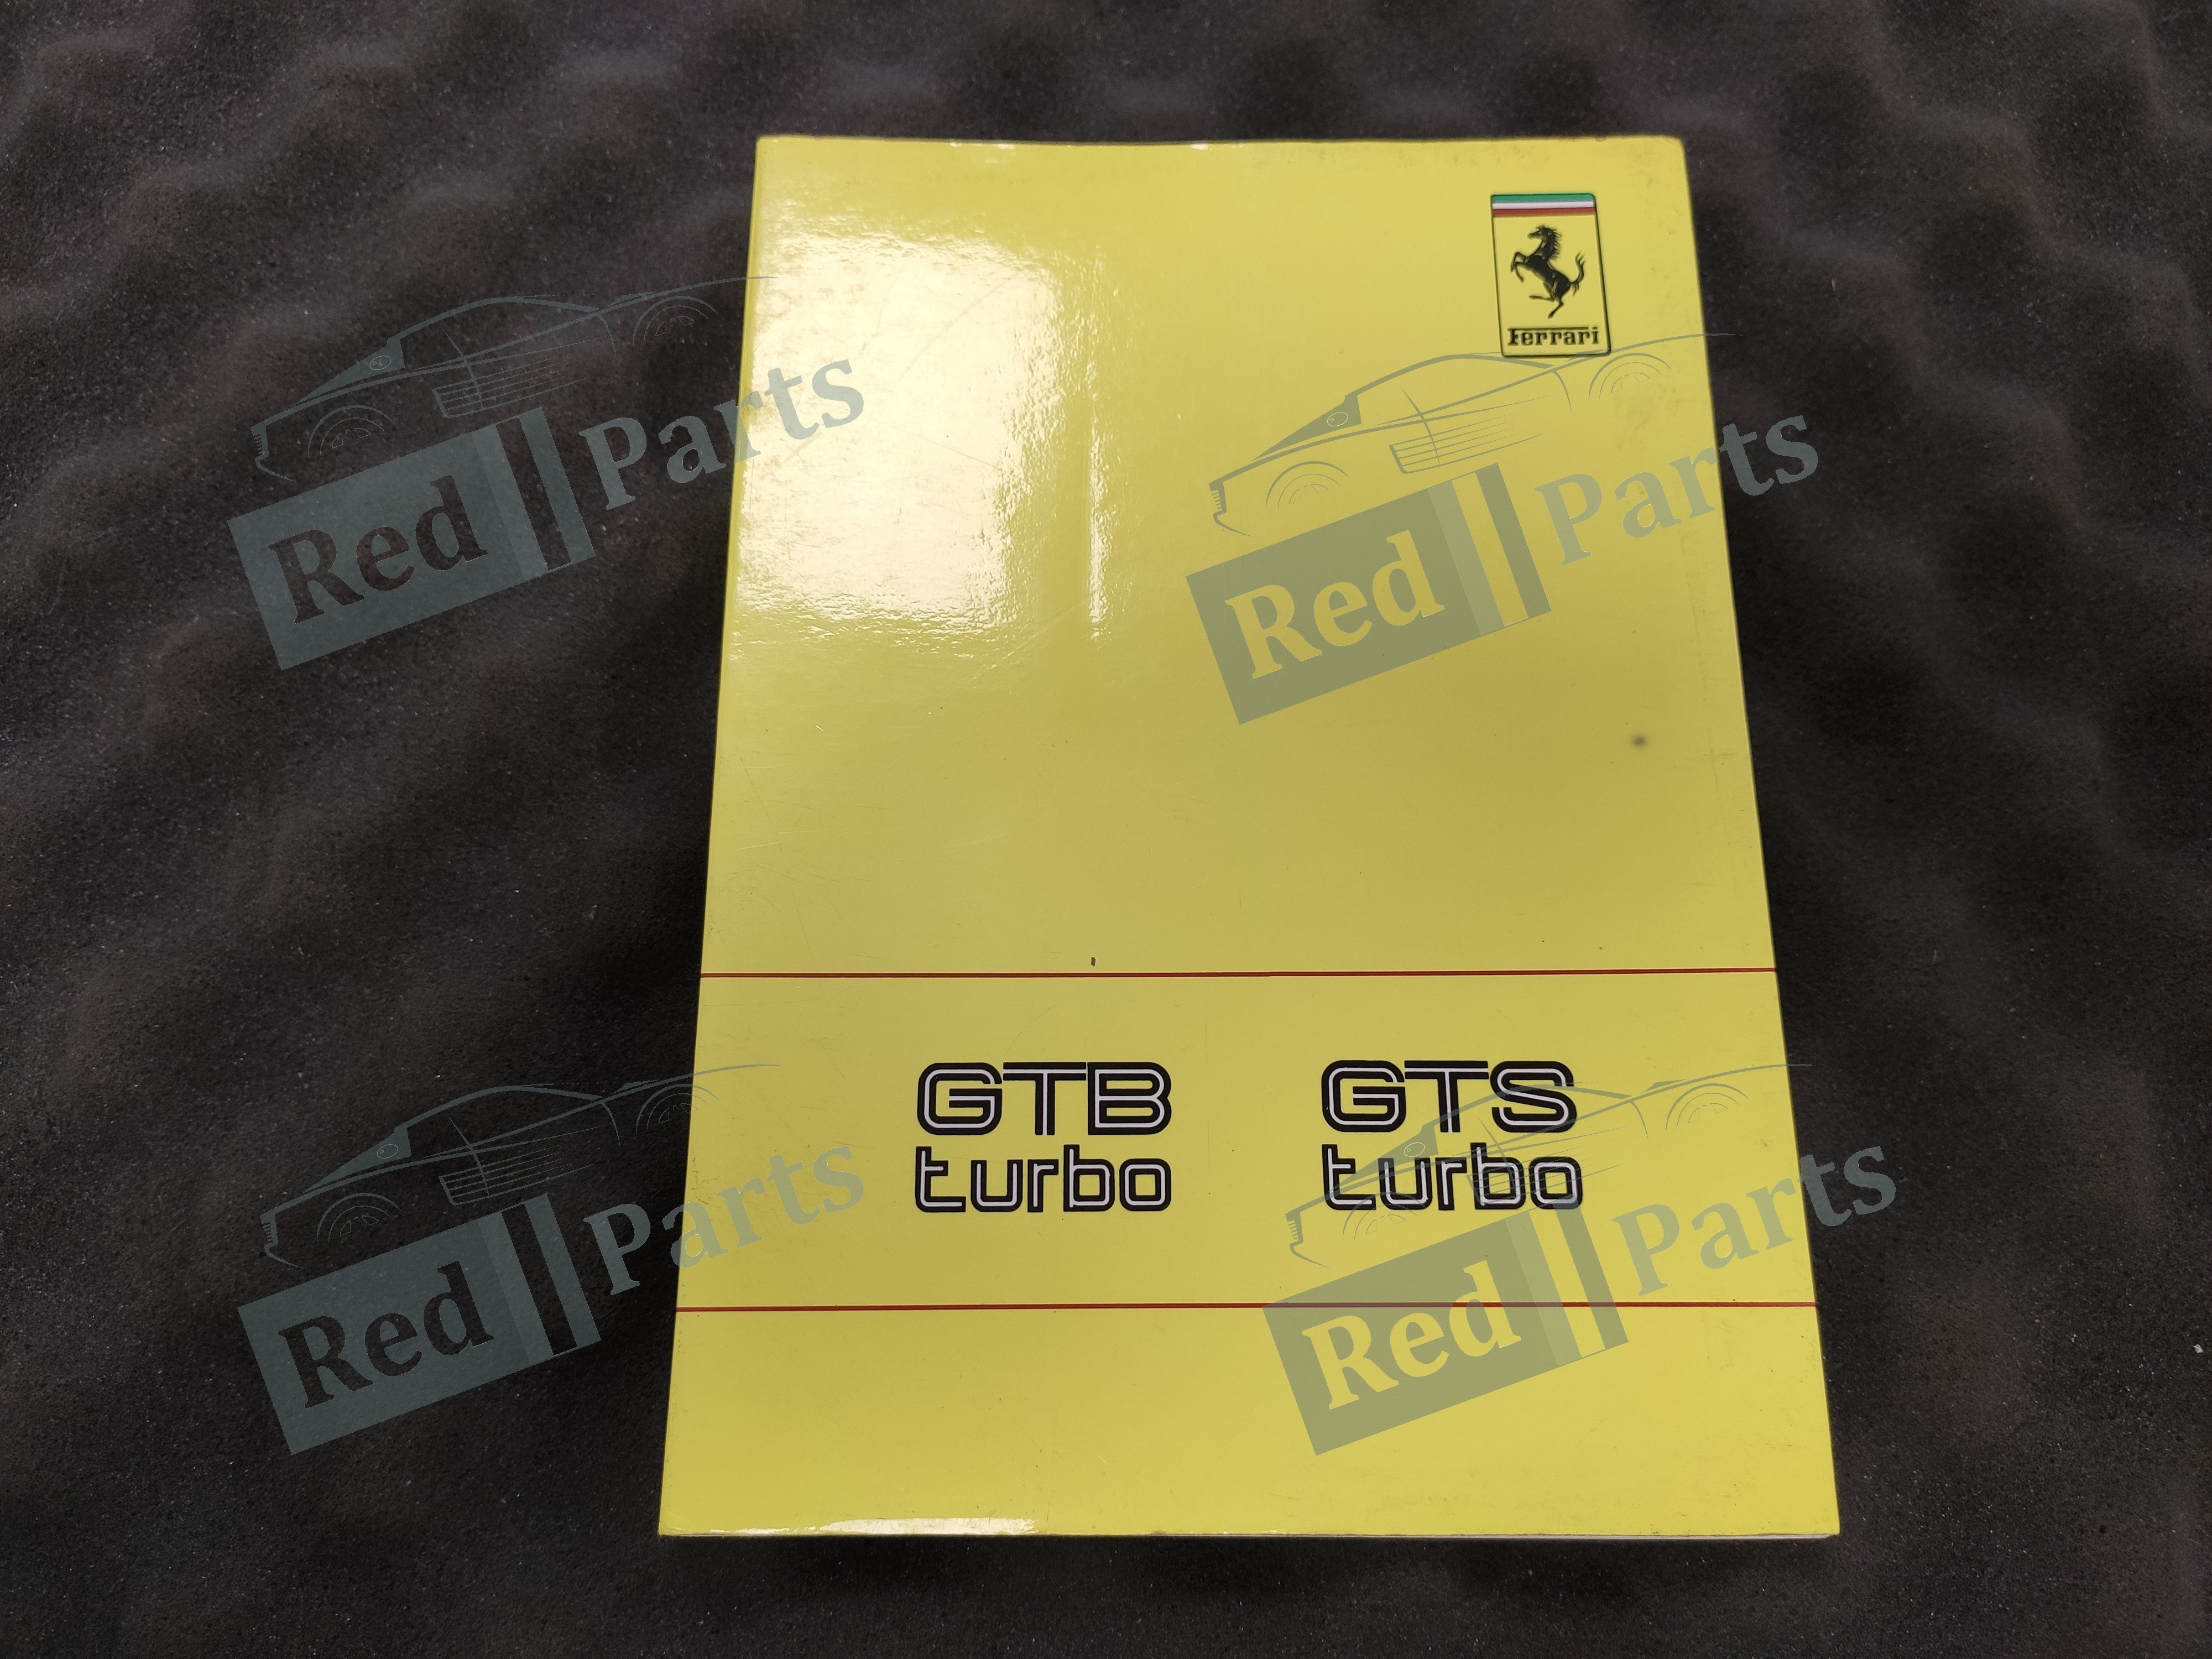 Ferrari
Red Parts
Red Parts
GTB
turbo
GTS
turbo
Red Parts
Red Parts